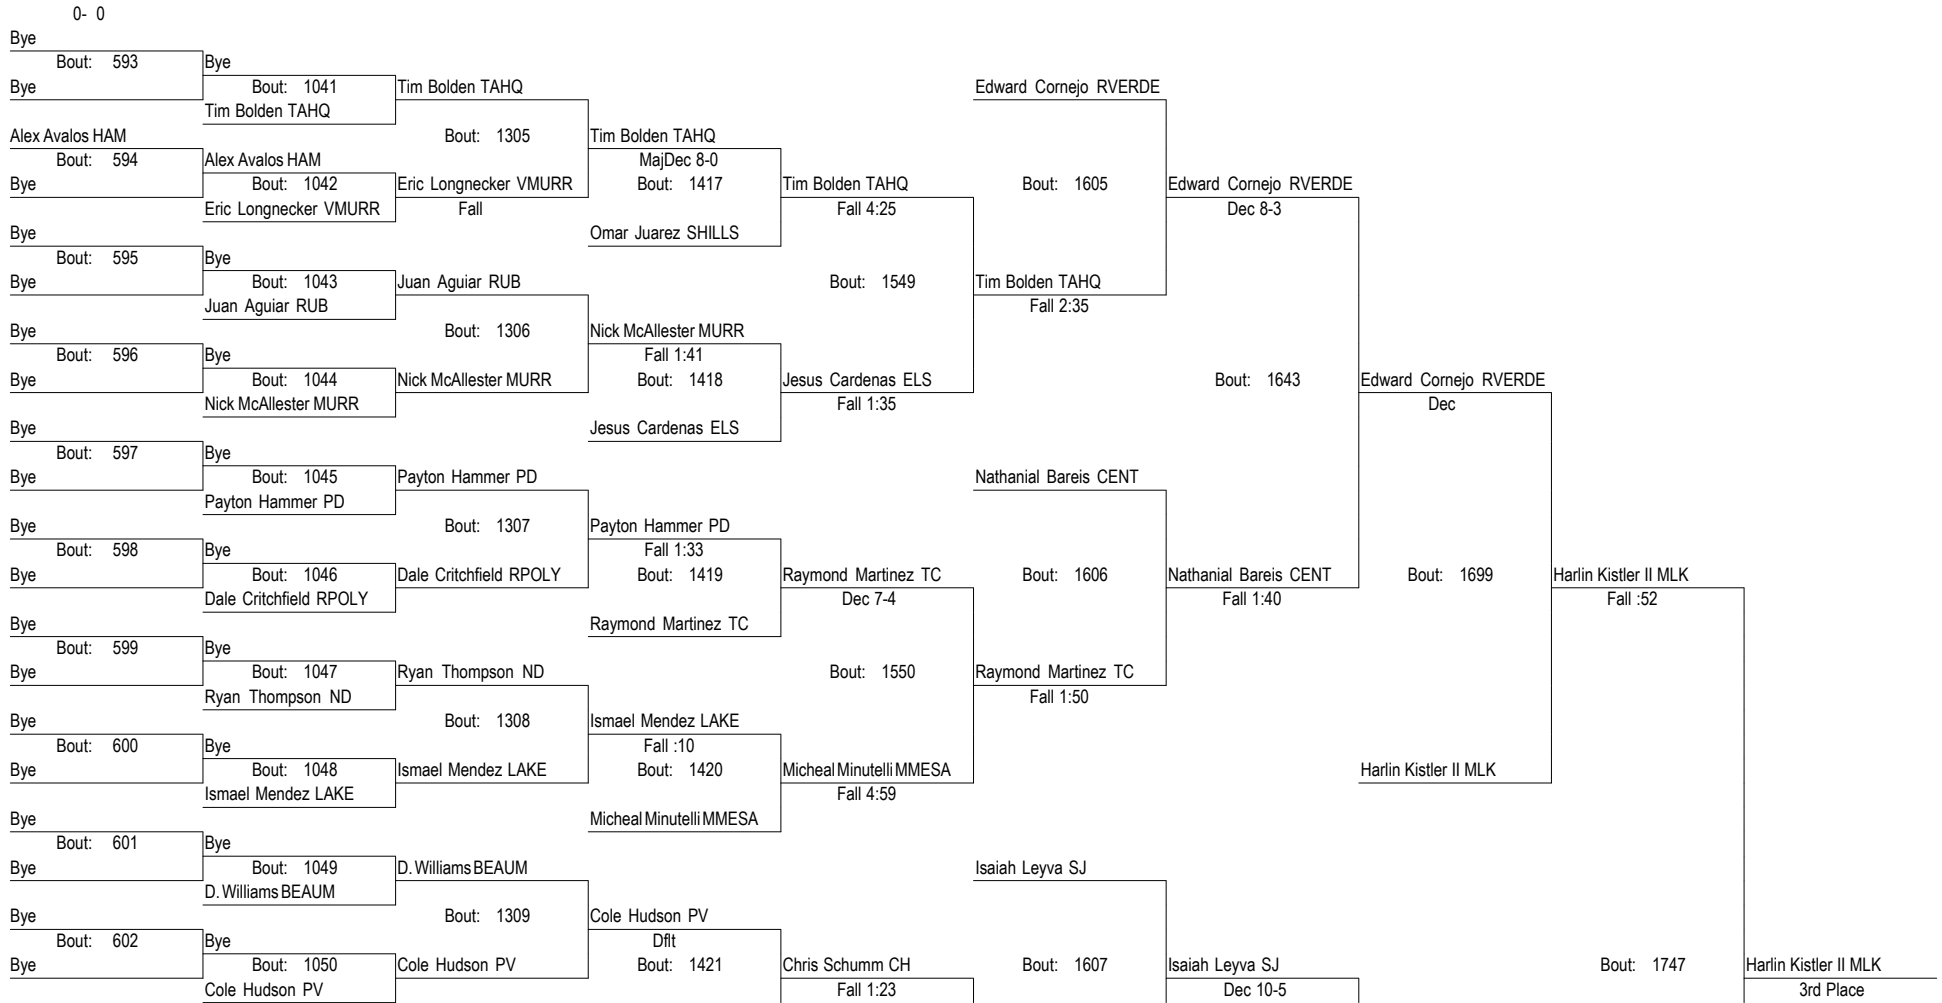 0- 0
Bye
Bout: 593
Bye
Bye
Bout: 1041
Tim Bolden TAHQ
Tim Bolden TAHQ
Edward Cornejo RVERDE
Alex Avalos HAM
Bout: 1305
Tim Bolden TAHQ
Bout: 594
Alex Avalos HAM
MajDec 8-0
Bye
Bout: 1042
Eric Longnecker VMURR
Bout: 1417
Tim Bolden TAHQ
Bout: 1605
Edward Cornejo RVERDE
Eric Longnecker VMURR
Fall
Fall 4:25
Dec 8-3
Bye
Omar Juarez SHILLS
Bout: 595
Bye
Bye
Bout: 1043
Juan Aguiar RUB
Bout: 1549
Tim Bolden TAHQ
Juan Aguiar RUB
Fall 2:35
Bye
Bout: 1306
Nick McAllester MURR
Bout: 596
Bye
Fall 1:41
Bye
Bout: 1044
Nick McAllester MURR
Bout: 1418
Jesus Cardenas ELS
Bout: 1643
Edward Cornejo RVERDE
Nick McAllester MURR
Fall 1:35
Dec
Bye
Jesus Cardenas ELS
Bout: 597
Bye
Bye
Bout: 1045
Payton Hammer PD
Nathanial Bareis CENT
Payton Hammer PD
Bye
Bout: 1307
Payton Hammer PD
Bout: 598
Bye
Fall 1:33
Bye
Bout: 1046
Dale Critchfield RPOLY
Bout: 1419
Raymond Martinez TC
Bout: 1606
Nathanial Bareis CENT
Bout: 1699
Harlin Kistler II MLK
Dale Critchfield RPOLY
Dec 7-4
Fall 1:40
Fall :52
Bye
Raymond Martinez TC
Bout: 599
Bye
Bye
Bout: 1047
Ryan Thompson ND
Bout: 1550
Raymond Martinez TC
Ryan Thompson ND
Fall 1:50
Bye
Bout: 1308
Ismael Mendez LAKE
Bout: 600
Bye
Fall :10
Bye
Bout: 1048
Ismael Mendez LAKE
Bout: 1420
Micheal Minutelli MMESA
Harlin Kistler II MLK
Ismael Mendez LAKE
Fall 4:59
Bye
Micheal Minutelli MMESA
Bout: 601
Bye
Bye
Bout: 1049
D. Williams BEAUM
Isaiah Leyva SJ
D. Williams BEAUM
Bye
Bout: 1309
Cole Hudson PV
Bout: 602
Bye
Dflt
Bye
Bout: 1050
Cole Hudson PV
Bout: 1421
Chris Schumm CH
Bout: 1607
Isaiah Leyva SJ
Bout: 1747
Harlin Kistler II MLK
Cole Hudson PV
Fall 1:23
Dec 10-5
3rd Place